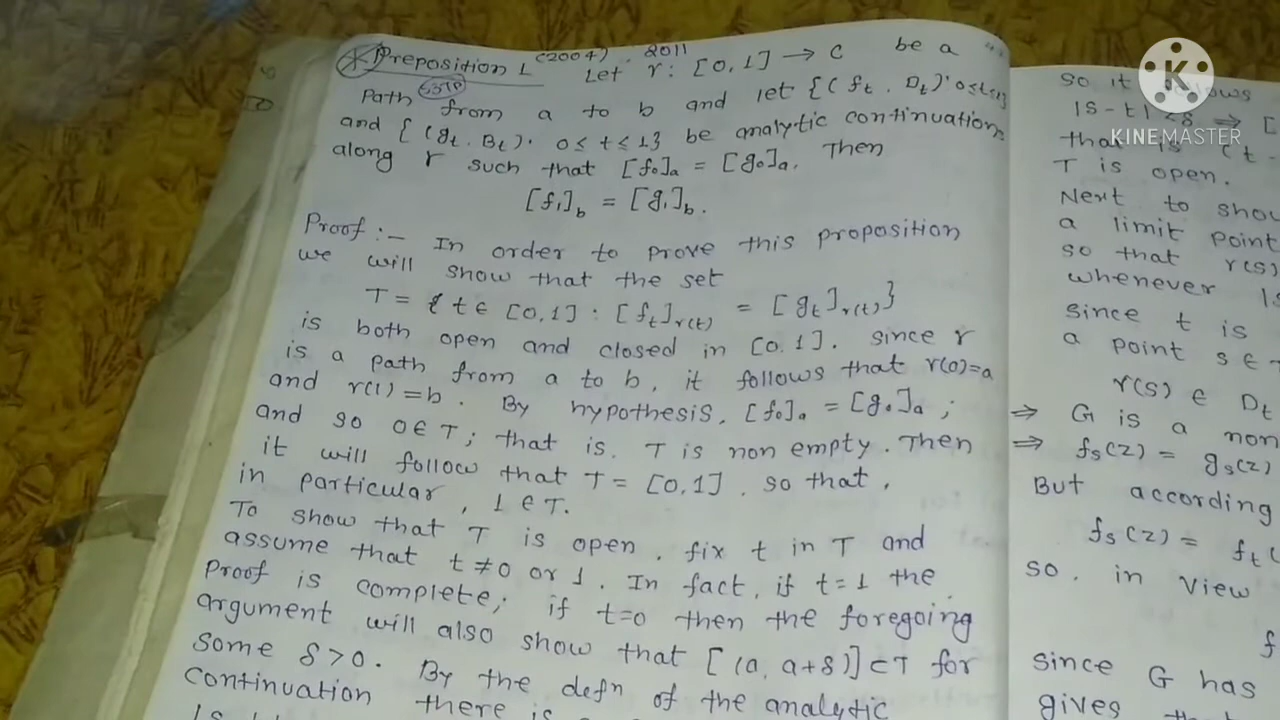 Preposition 1 (2004) 2011 Let r: [0,1] → C be a
Path from a to b and let {(ft, Dt) 0≤t≤1}
and {(gt, Bt). 0≤t≤1} be analytic continuation
along r such that [f0]a = [g0]a. Then
[f1]b = [g1]b.
Proof :- In order to prove this proposition
we will show that the set
T = {t ∈ [0,1] : [ft]r(t) = [gt]r(t)}
is both open and closed in [0.1]. since r
is a path from a to b, it follows that r(0)=a
and r(1)=b. By hypothesis, [f0]a = [g0]a ;
and so 0∈T; that is. T is non empty. Then
it will follow that T = [0,1]. so that,
in particular, 1 ∈ T.
To show that T is open. fix t in T and
assume that t≠0 or 1. In fact, if t=1 the
Proof is complete; if t=0 then the foregoing
argument will also show that [(a, a+δ)] ⊂ T for
some δ>0. By the defn of the analytic
continuation there is
so it
|s-t|<δ ⇒ [
that is (t -
T is open.
Next to show
a limit point
so that r(s)
whenever
since t is
a point s ∈
r(s) ∈ Dt
⇒ G is a non
⇒ fs(z) = gs(z)
But according
fs(z) = ft(
so. in view
f
since G has
gives
K
KINEMASTER